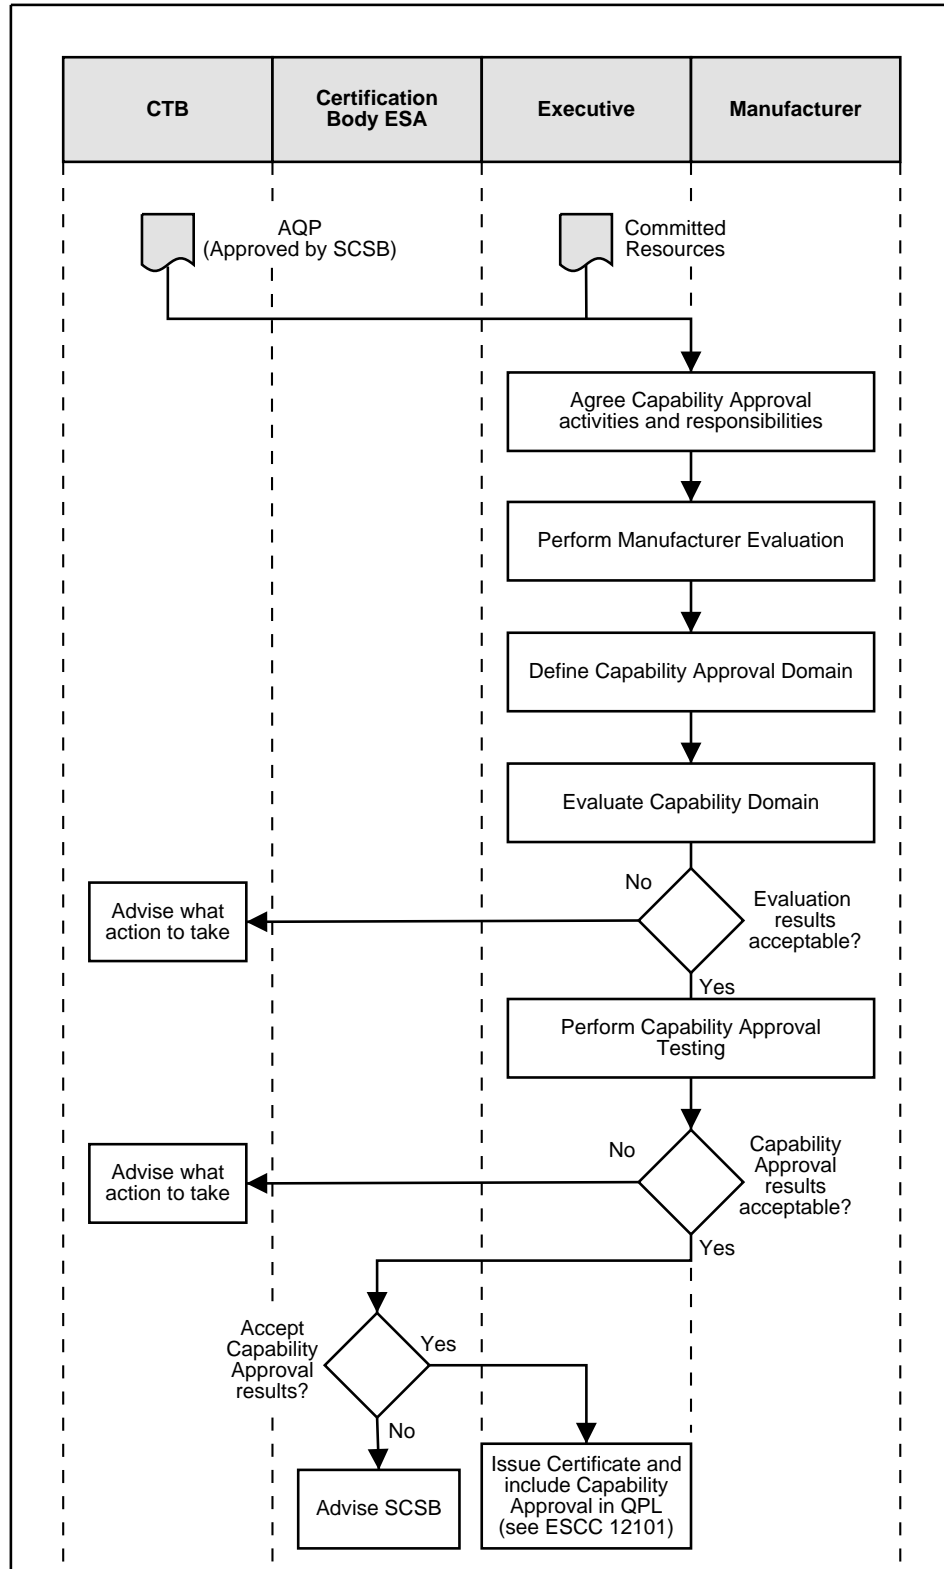 CTB
Certification
Body ESA
Executive
Manufacturer
AQP
(Approved by SCSB)
Committed
Resources
Agree Capability Approval
activities and responsibilities
Perform Manufacturer Evaluation
Define Capability Approval Domain
Evaluate Capability Domain
No
Evaluation
results
acceptable?
Advise what
action to take
Yes
Perform Capability Approval
Testing
No
Capability
Approval
results
acceptable?
Advise what
action to take
Yes
Accept
Capability
Approval
results?
Yes
No
Advise SCSB
Issue Certificate and
include Capability
Approval in QPL
(see ESCC 12101)